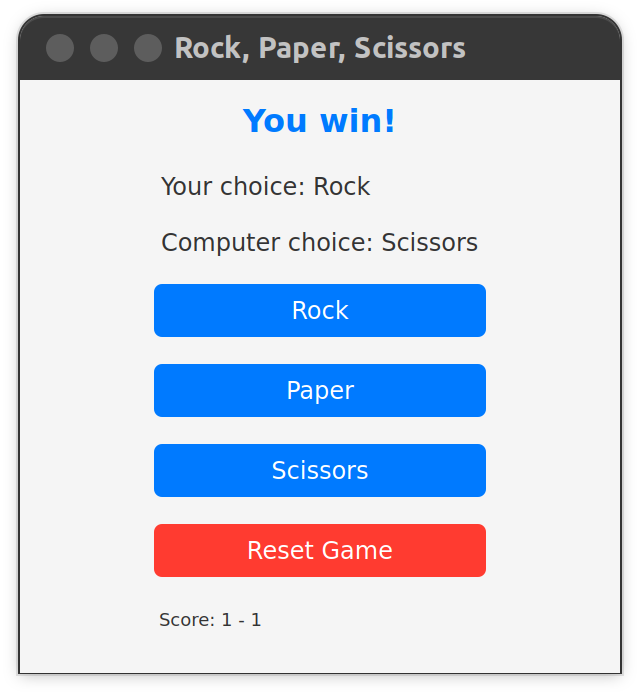 Rock, Paper, Scissors
You win!
Your choice: Rock
Computer choice: Scissors
Rock
Paper
Scissors
Reset Game
Score: 1 - 1